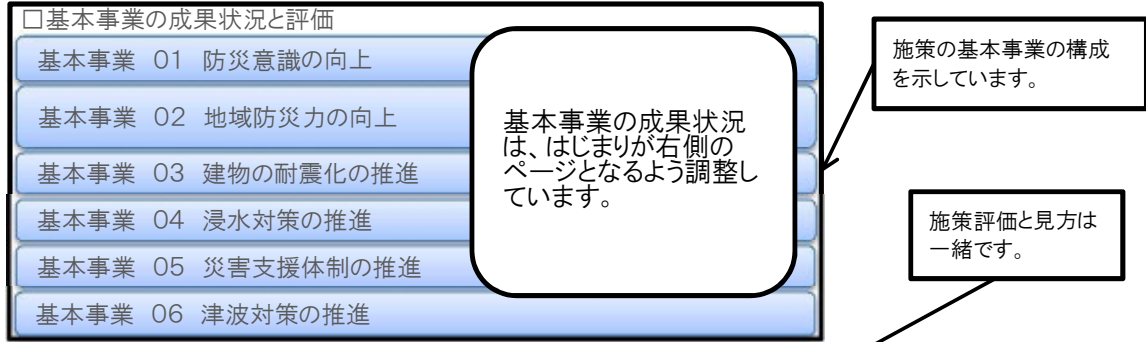 □基本事業の成果状況と評価
基本事業 01 防災意識の向上
基本事業 02 地域防災力の向上
基本事業 03 建物の耐震化の推進
基本事業 04 浸水対策の推進
基本事業 05 災害支援体制の推進
基本事業 06 津波対策の推進
基本事業の成果状況
は、はじまりが右側の
ページとなるよう調整し
ています。
施策の基本事業の構成
を示しています。
施策評価と見方は
一緒です。